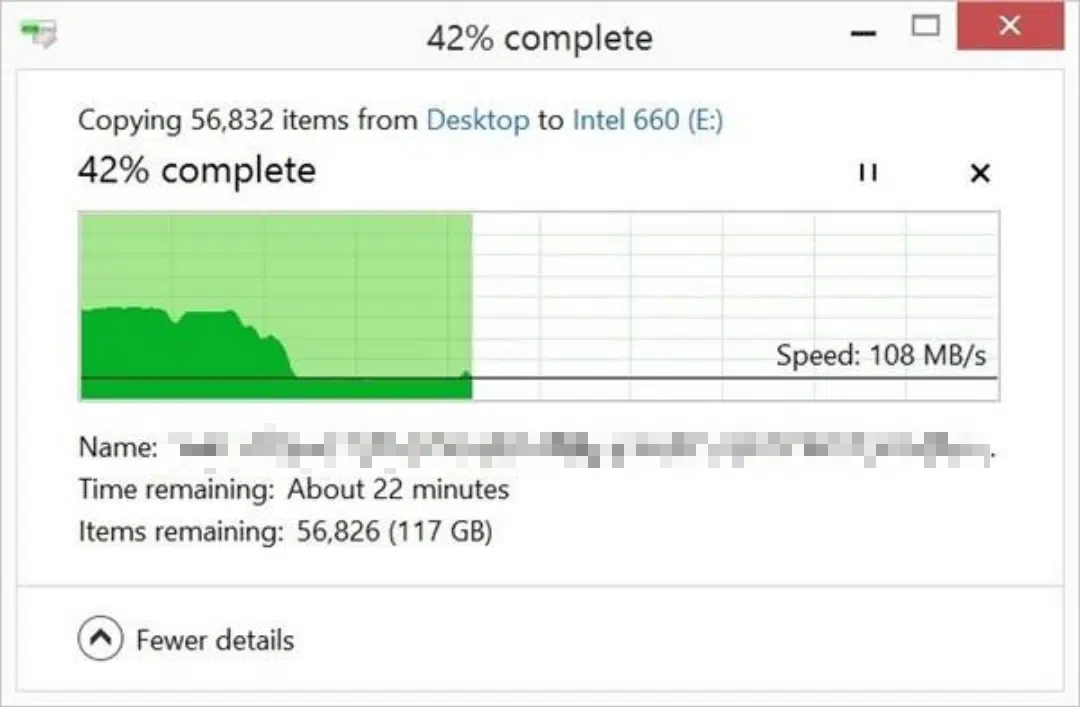 42% complete
Copying 56,832 items from Desktop to Intel 660 (E:)
42% complete
Speed: 108 MB/s
Name:
Time remaining: About 22 minutes
Items remaining: 56,826 (117 GB)
Fewer details